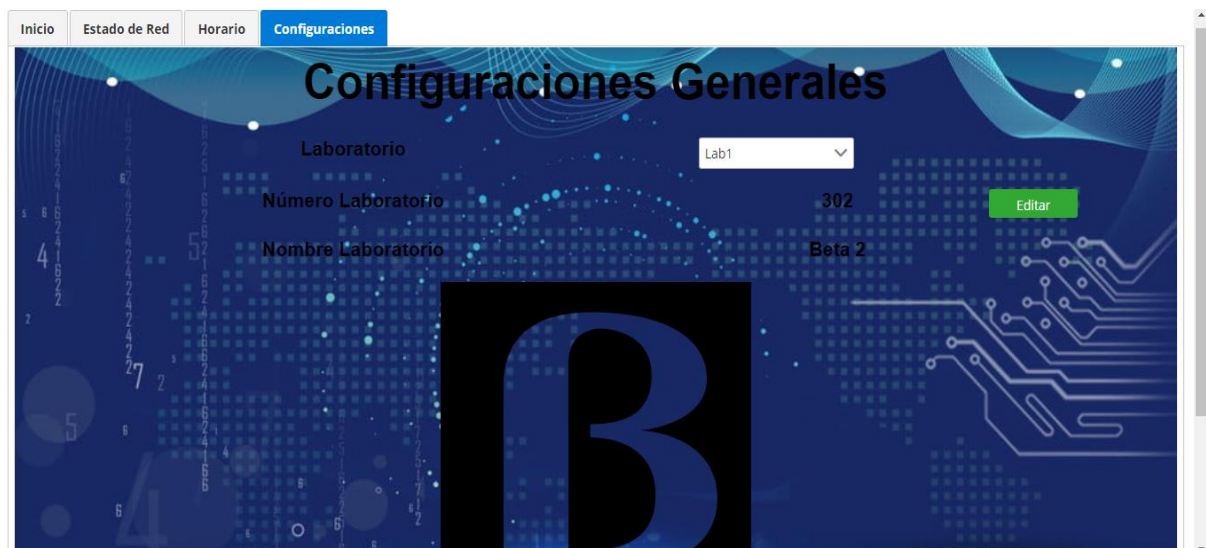 Inicio Estado de Red Horario Configuraciones
Configuraciones Generales
Laboratorio Lab1
Número Laboratorio 302 Editar
Nombre Laboratorio Beta 2
β